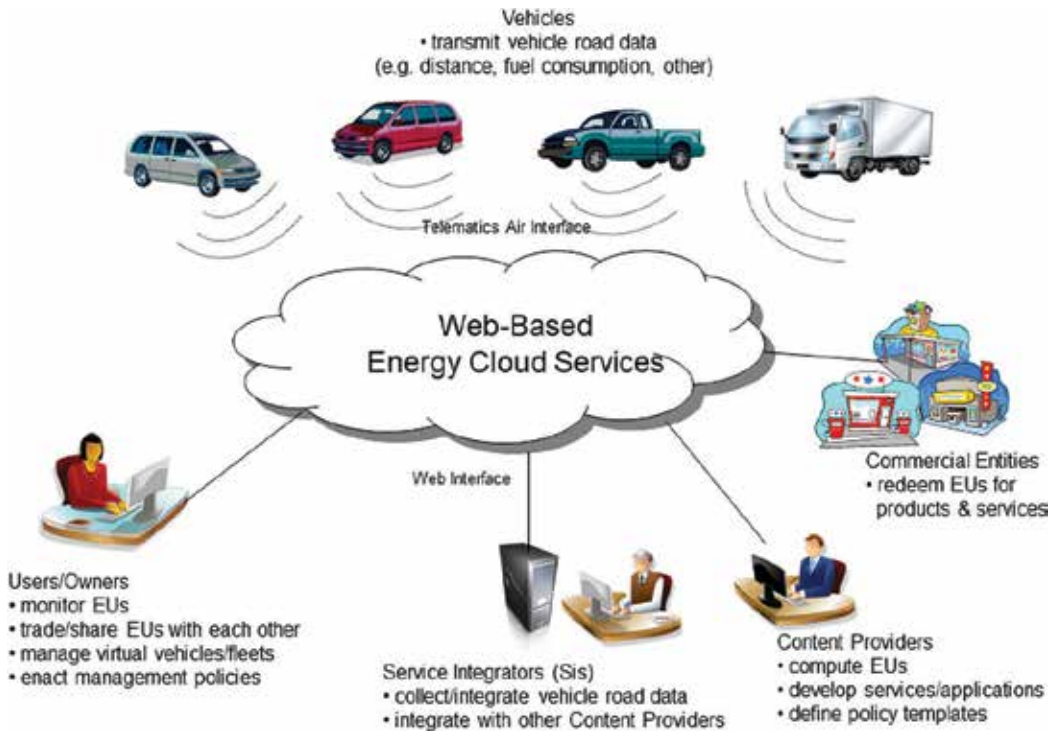 Vehicles
• transmit vehicle road data
(e.g. distance, fuel consumption, other)
Telematics Air Interface
Web-Based
Energy Cloud Services
Web Interface
Commercial Entities
• redeem EUs for
products & services
Users/Owners
• monitor EUs
• trade/share EUs with each other
• manage virtual vehicles/fleets
• enact management policies
Service Integrators (Sis)
• collect/integrate vehicle road data
• integrate with other Content Providers
Content Providers
• compute EUs
• develop services/applications
• define policy templates